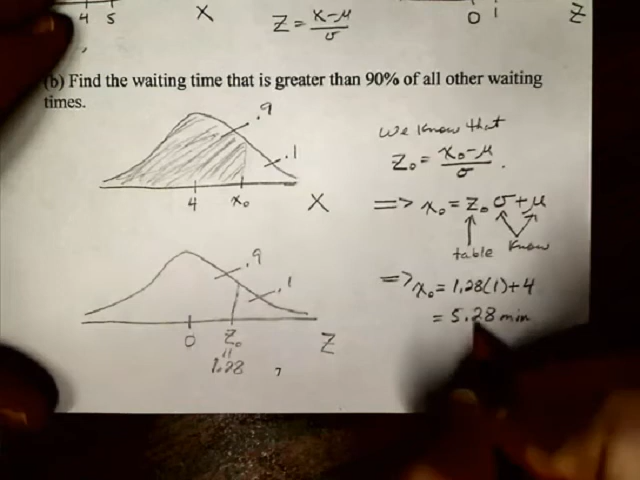 4 5 X Z = X-μ/σ 0 1 Z
(b) Find the waiting time that is greater than 90% of all other waiting
times.
.9
.1
4 x₀ X
We know that
Z₀ = x₀-μ/σ .
=> x₀ = Z₀ σ + μ
table know
=> x₀ = 1.28(1)+4
= 5.28 min
.9
.1
0 Z₀ Z
"
1.28